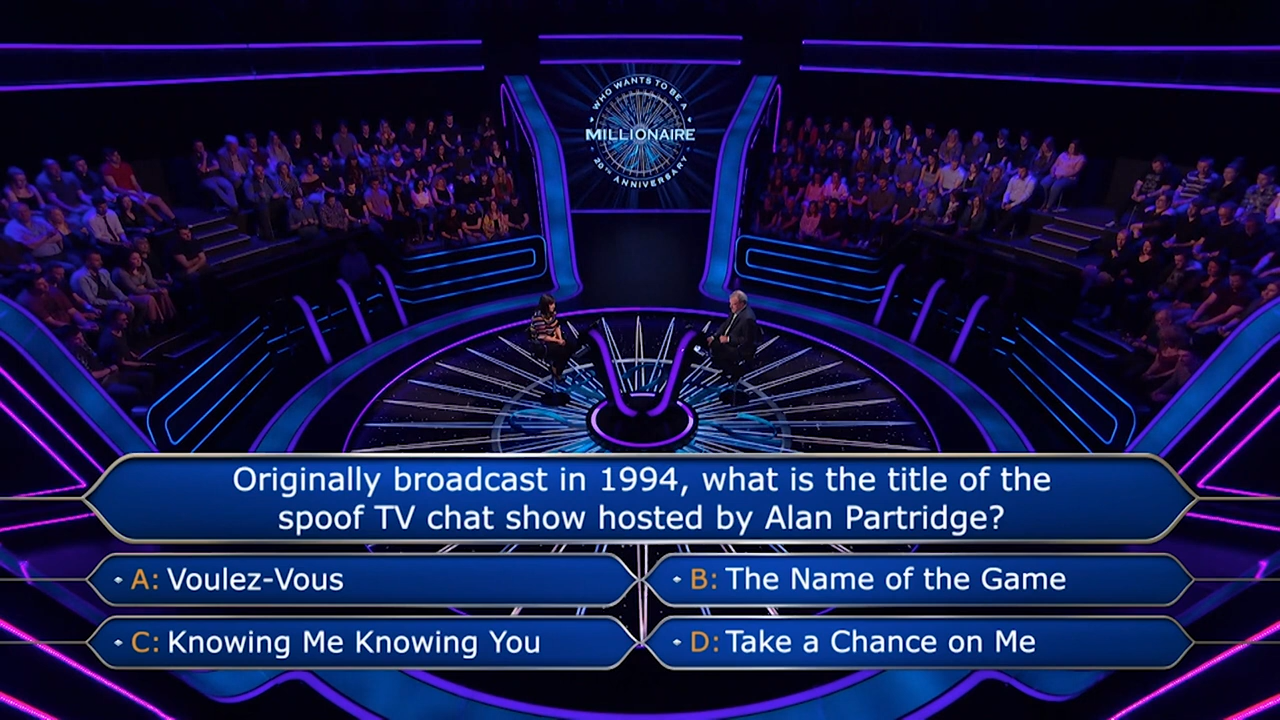 WHO WANTS TO BE A
MILLIONAIRE
20TH ANNIVERSARY
Originally broadcast in 1994, what is the title of the
spoof TV chat show hosted by Alan Partridge?
A: Voulez-Vous
B: The Name of the Game
C: Knowing Me Knowing You
D: Take a Chance on Me